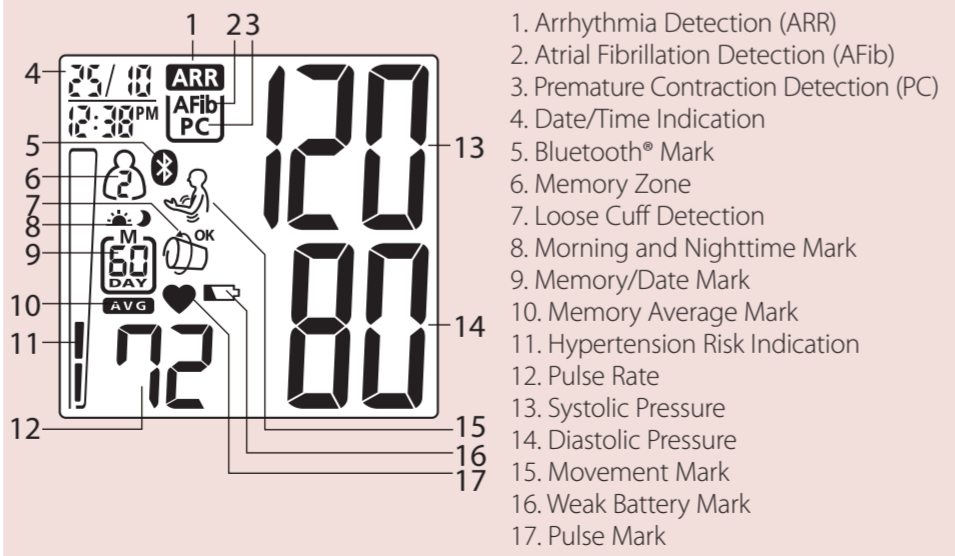 1
2 3
4
25/10
ARR
AFib
12:38 PM
PC
120
13
5
6
2
7
OK
8
M
9
60
DAY
15
10
AVG
80
14
11
72
12
15
16
17
1. Arrhythmia Detection (ARR)
2. Atrial Fibrillation Detection (AFib)
3. Premature Contraction Detection (PC)
4. Date/Time Indication
5. Bluetooth® Mark
6. Memory Zone
7. Loose Cuff Detection
8. Morning and Nighttime Mark
9. Memory/Date Mark
10. Memory Average Mark
11. Hypertension Risk Indication
12. Pulse Rate
13. Systolic Pressure
14. Diastolic Pressure
15. Movement Mark
16. Weak Battery Mark
17. Pulse Mark